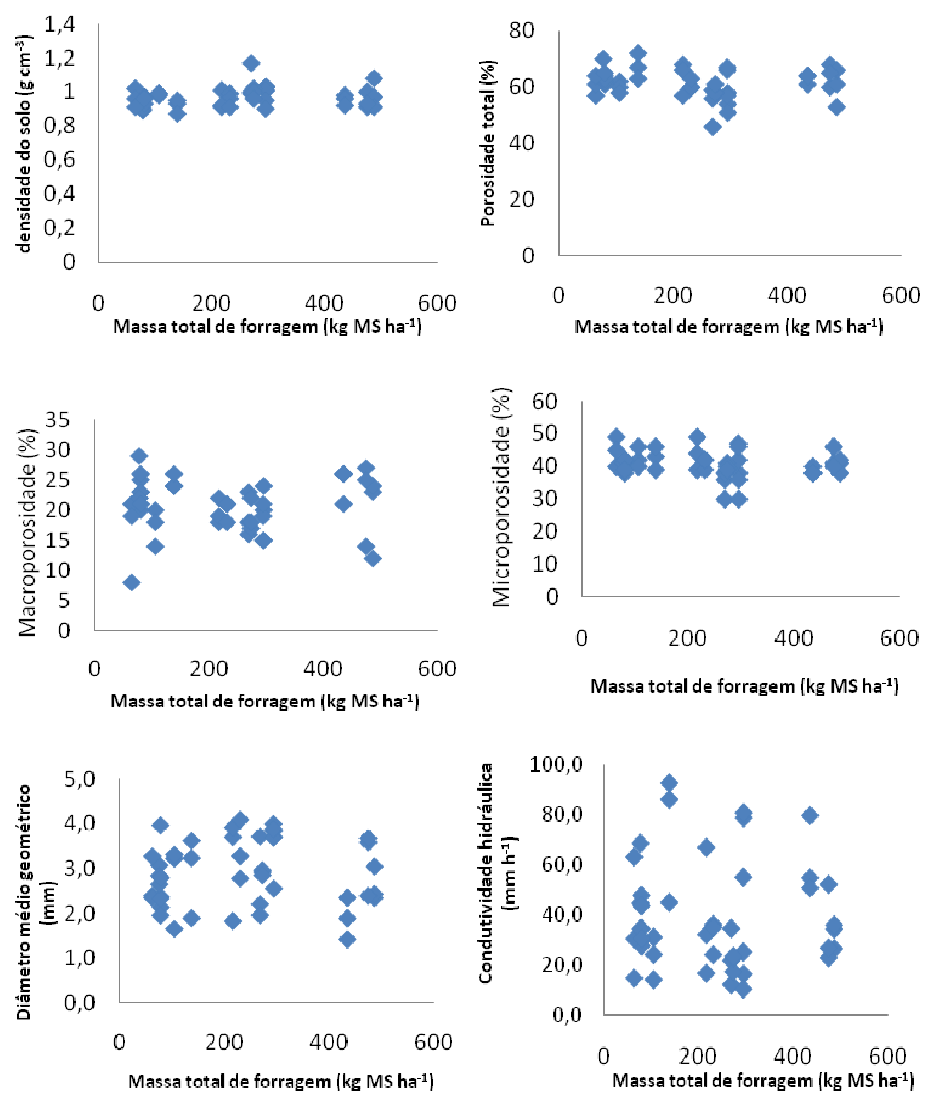 densidade do solo (g cm⁻³)
1,4
1,2
1
0,8
0,6
0,4
0,2
0
0 200 400 600
Massa total de forragem (kg MS ha⁻¹)
Porosidade total (%)
80
60
40
20
0
0 200 400 600
Massa total de forragem (kg MS ha⁻¹)
Macroporosidade (%)
35
30
25
20
15
10
5
0
0 200 400 600
Massa total de forragem (kg MS ha⁻¹)
Microporosidade (%)
60
50
40
30
20
10
0
0 200 400 600
Massa total de forragem (kg MS ha⁻¹)
Diâmetro médio geométrico
(mm)
5,0
4,0
3,0
2,0
1,0
0,0
0 200 400 600
Massa total de forragem (kg MS ha⁻¹)
Condutividade hidráulica
(mm h⁻¹)
100,0
80,0
60,0
40,0
20,0
0,0
0 200 400 600
Massa total de forragem (kg MS ha⁻¹)